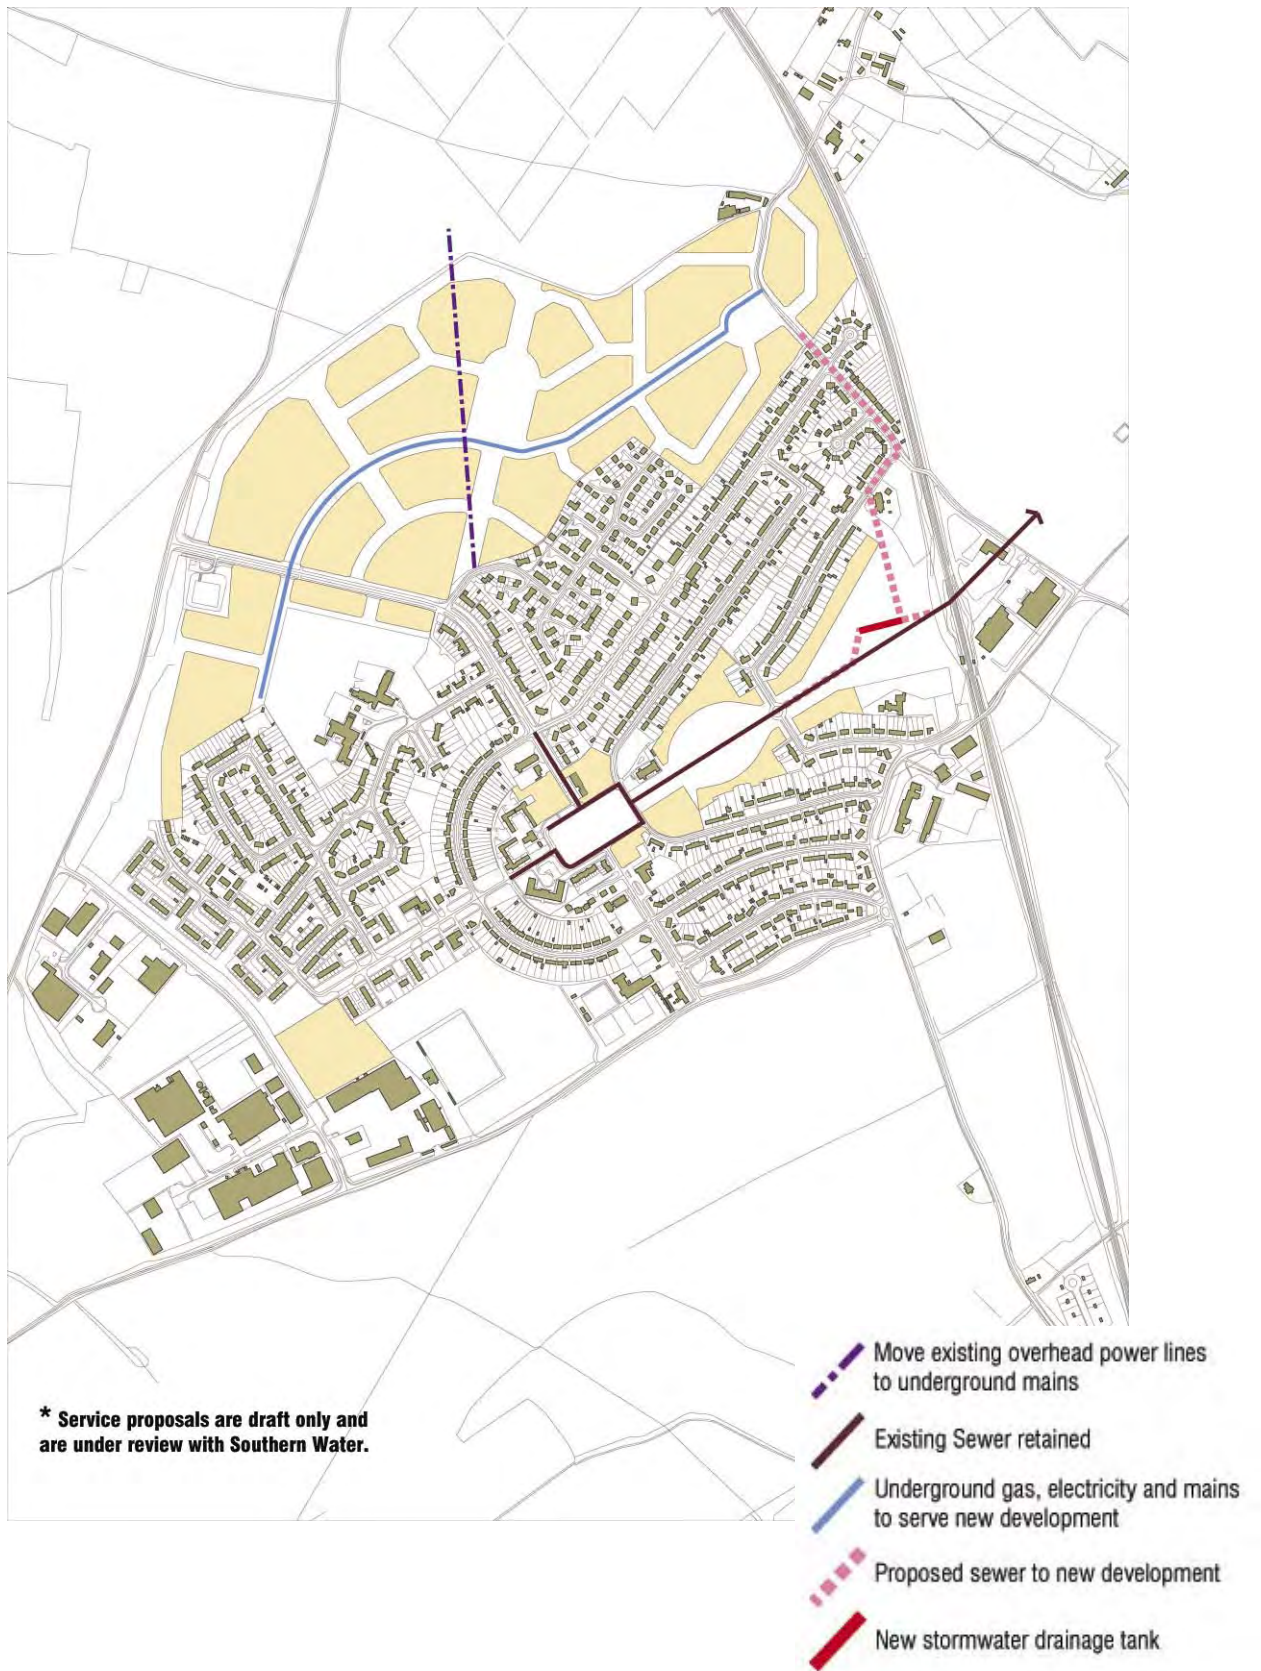 * Service proposals are draft only and
are under review with Southern Water.
Move existing overhead power lines
to underground mains
Existing Sewer retained
Underground gas, electricity and mains
to serve new development
Proposed sewer to new development
New stormwater drainage tank